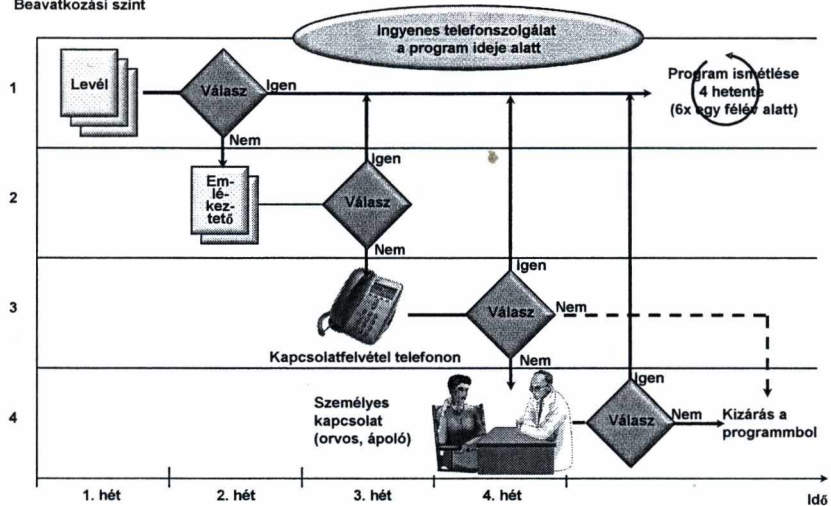 Beavatkozási szint
Ingyenes telefonszolgálat
a program ideje alatt
1
Levél
Válasz
Igen
Program ismétlése
4 hetente
(6x egy félév alatt)
Nem
2
Em-
lé-
kez-
tető
Igen
Válasz
Nem
3
Igen
Válasz
Nem
Kapcsolatfelvétel telefonon
Nem
4
Személyes
kapcsolat
(orvos, ápoló)
Igen
Válasz
Nem
Kizárás a
programmbol
1. hét
2. hét
3. hét
4. hét
Idő